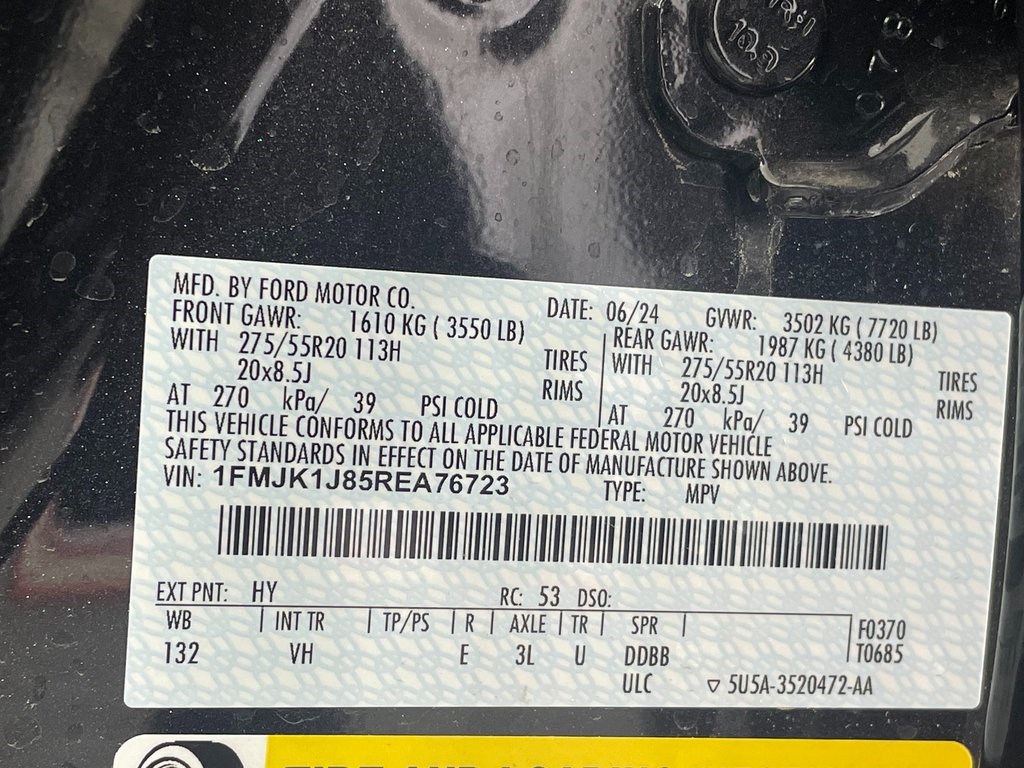 MFD. BY FORD MOTOR CO. DATE: 06/24 GVWR: 3502 KG ( 7720 LB)
FRONT GAWR: 1610 KG ( 3550 LB) REAR GAWR: 1987 KG ( 4380 LB)
WITH 275/55R20 113H TIRES WITH 275/55R20 113H TIRES
20x8.5J RIMS 20x8.5J RIMS
AT 270 kPa/ 39 PSI COLD AT 270 kPa/ 39 PSI COLD
THIS VEHICLE CONFORMS TO ALL APPLICABLE FEDERAL MOTOR VEHICLE
SAFETY STANDARDS IN EFFECT ON THE DATE OF MANUFACTURE SHOWN ABOVE.
VIN: 1FMJK1J85REA76723 TYPE: MPV
EXT PNT: HY RC: 53 DSO:
WB INT TR TP/PS R AXLE TR SPR F0370
132 VH E 3L U DDBB T0685
ULC ▽ 5U5A-3520472-AA